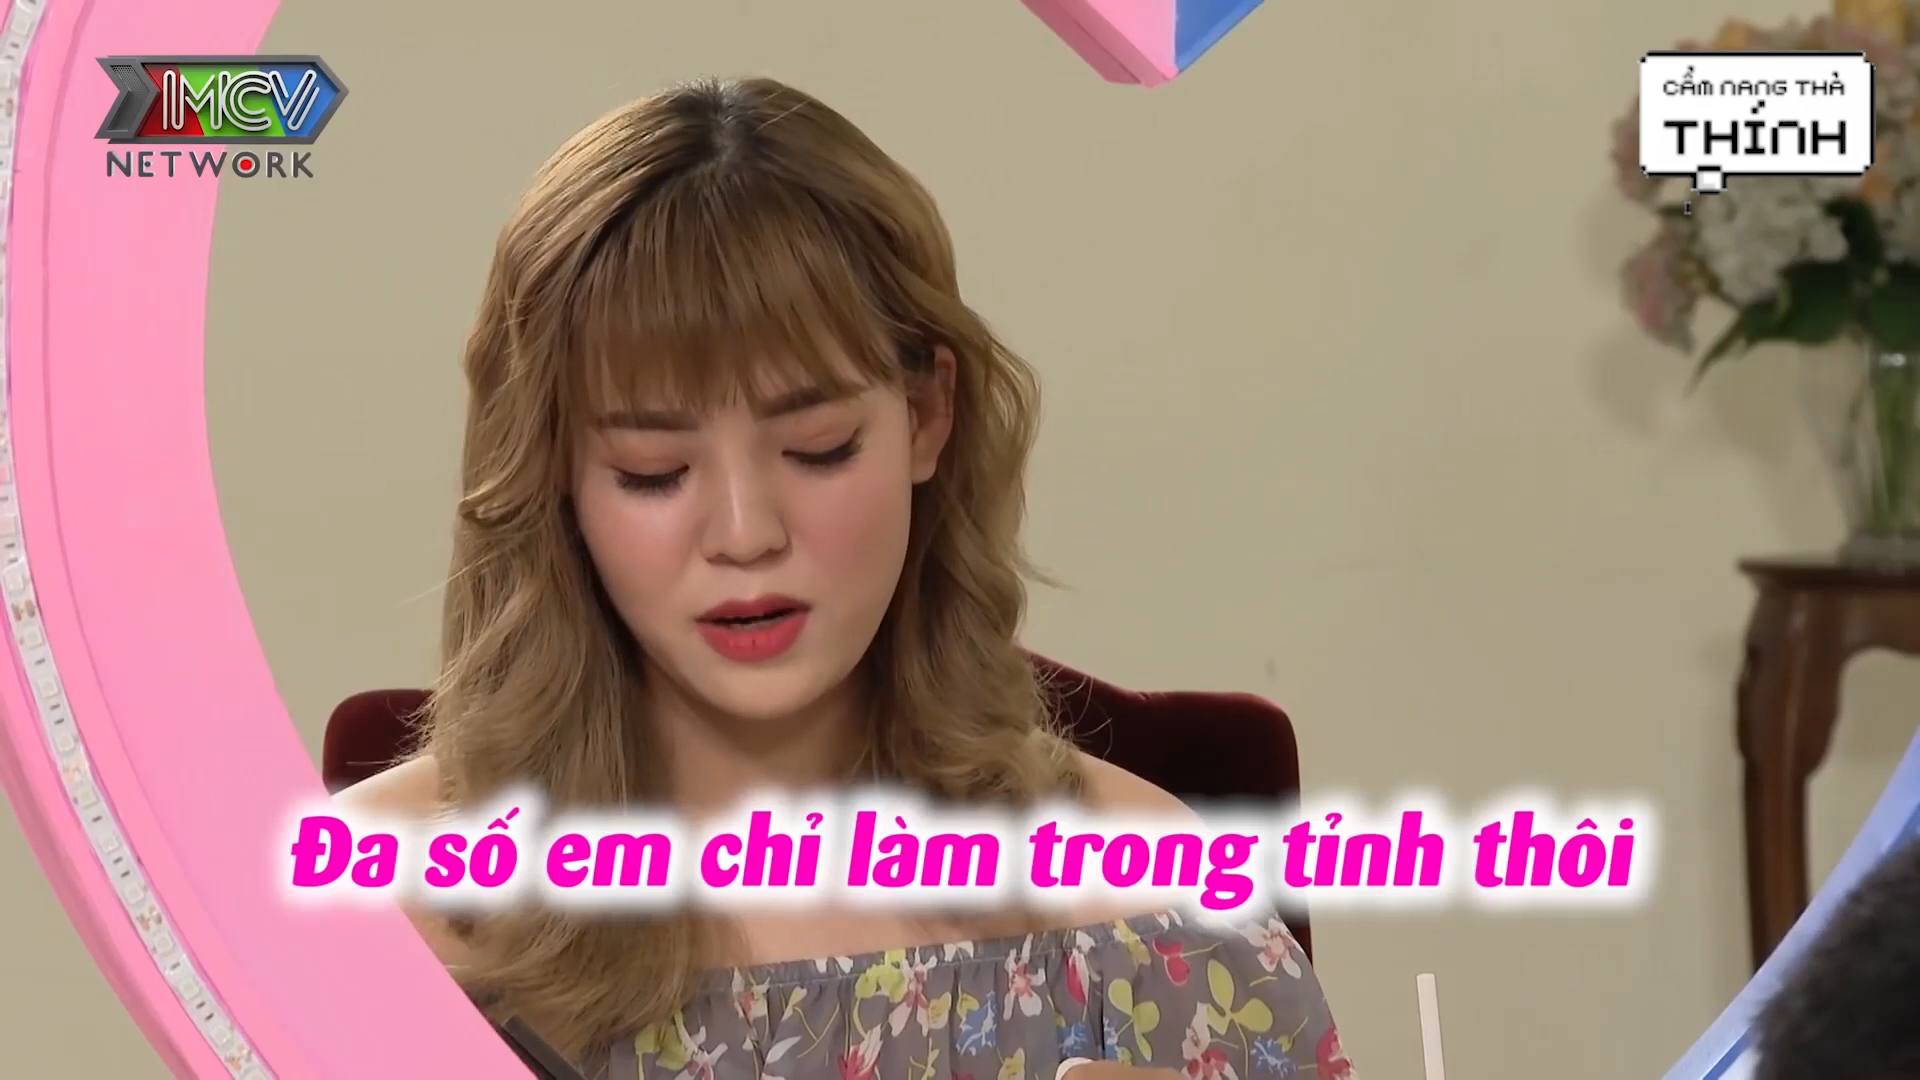 MCV
NETWORK
CẨM NANG THẢ
THÍNH
Đa số em chỉ làm trong tỉnh thôi